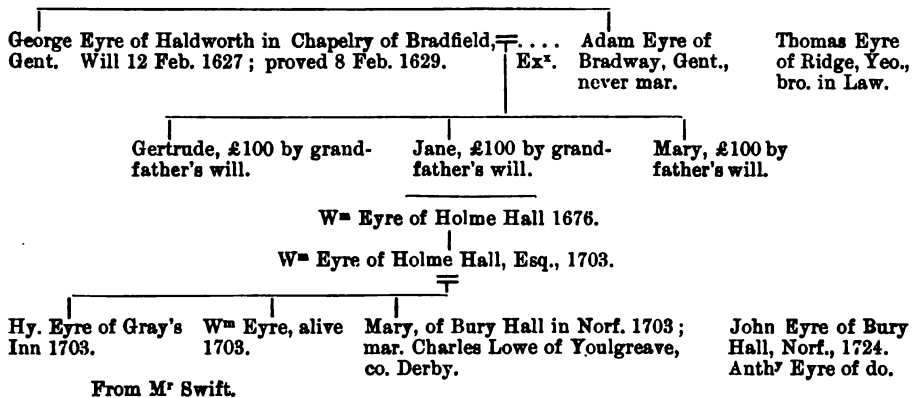 George Eyre of Haldworth in Chapelry of Bradfield, .... 
Gent. Will 12 Feb. 1627 ; proved 8 Feb. 1629. Exˣ.
Adam Eyre of
Bradway, Gent.,
never mar.
Thomas Eyre
of Ridge, Yeo.,
bro. in Law.
Gertrude, £100 by grand-
father's will.
Jane, £100 by grand-
father's will.
Mary, £100 by
father's will.
Wᵐ Eyre of Holme Hall 1676.
Wᵐ Eyre of Holme Hall, Esq., 1703.
Hy. Eyre of Gray's
Inn 1703.
Wᵐ Eyre, alive
1703.
Mary, of Bury Hall in Norf. 1703 ;
mar. Charles Lowe of Youlgreave,
co. Derby.
John Eyre of Bury
Hall, Norf., 1724.
Anthʸ Eyre of do.
From Mʳ Swift.